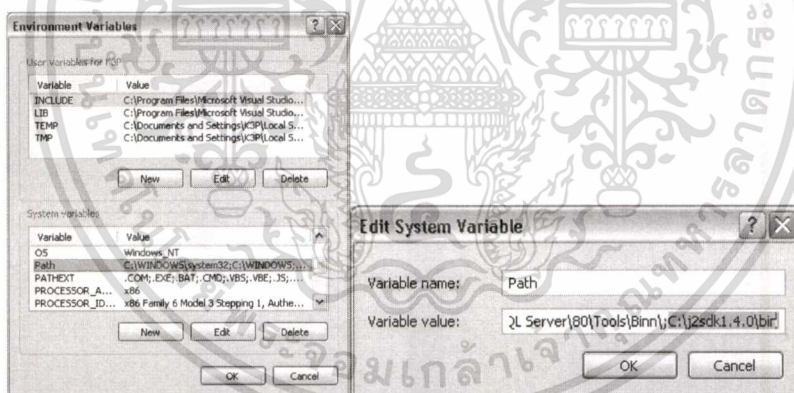 Environment Variables
User variables for K3P
Variable Value
INCLUDE C:\Program Files\Microsoft Visual Studio...
LIB C:\Program Files\Microsoft Visual Studio...
TEMP C:\Documents and Settings\K3P\Local S...
TMP C:\Documents and Settings\K3P\Local S...
New Edit Delete
System variables
Variable Value
OS Windows_NT
Path C:\WINDOWS\system32;C:\WINDOWS;...
PATHEXT .COM;.EXE;.BAT;.CMD;.VBS;.VBE;.JS;....
PROCESSOR_A... x86
PROCESSOR_ID... x86 Family 6 Model 3 Stepping 1, Authe...
New Edit Delete
OK Cancel
Edit System Variable
Variable name: Path
Variable value: QL Server\80\Tools\Binn\;C:\j2sdk1.4.0\bin
OK Cancel